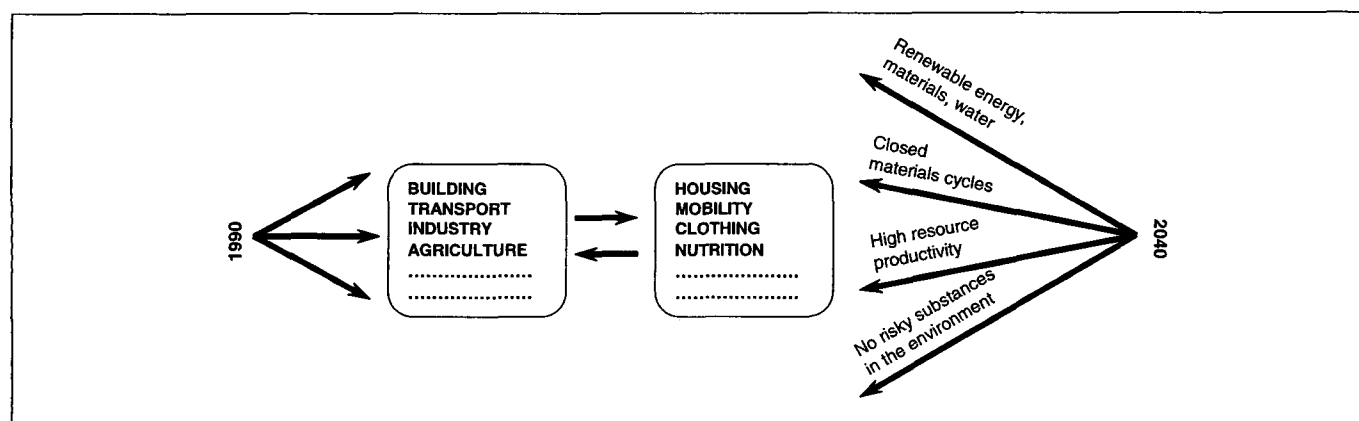 1990
BUILDING
TRANSPORT
INDUSTRY
AGRICULTURE
....................
....................
HOUSING
MOBILITY
CLOTHING
NUTRITION
....................
....................
Renewable energy,
materials, water
Closed
materials cycles
High resource
productivity
No risky substances
in the environment
2040